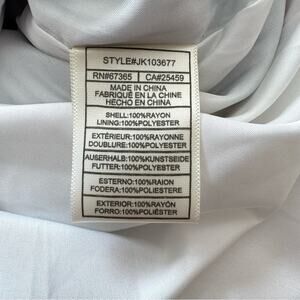 STYLE#JK103677
RN#67365 CA#25459
MADE IN CHINA
FABRIQUÉ EN LA CHINE
HECHO EN CHINA
SHELL:100%RAYON
LINING:100%POLYESTER
EXTÉRIEUR:100%RAYONNE
DOUBLURE:100%POLYESTER
AUßERHALB:100%KUNSTSEIDE
FUTTER:100%POLYESTER
ESTERNO:100%RAION
FODERA:100%POLIESTERE
EXTERIOR:100%RAYÓN
FORRO:100%POLIÉSTER